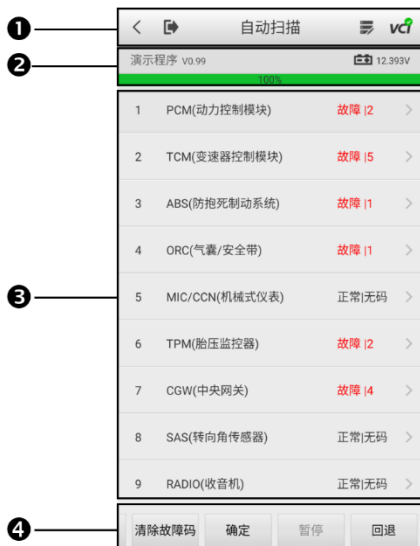 ❶
自动扫描 vci
❷
演示程序 V0.99 12.393V
100%
❸
1 PCM(动力控制模块) 故障 |2
2 TCM(变速器控制模块) 故障 |5
3 ABS(防抱死制动系统) 故障 |1
4 ORC(气囊/安全带) 故障 |1
5 MIC/CCN(机械式仪表) 正常|无码
6 TPM(胎压监控器) 故障 |2
7 CGW(中央网关) 故障 |4
8 SAS(转向角传感器) 正常|无码
9 RADIO(收音机) 正常|无码
❹
清除故障码 确定 暂停 回退